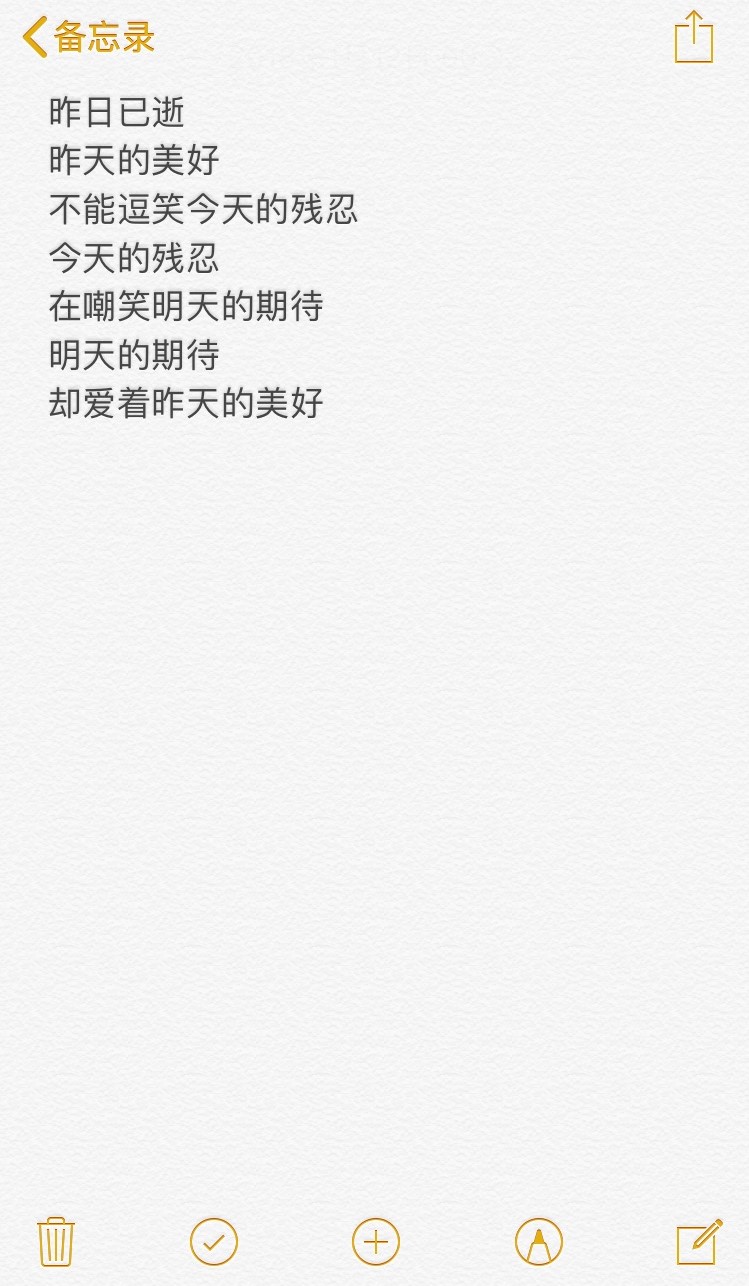 备忘录
昨日已逝
昨天的美好
不能逗笑今天的残忍
今天的残忍
在嘲笑明天的期待
明天的期待
却爱着昨天的美好